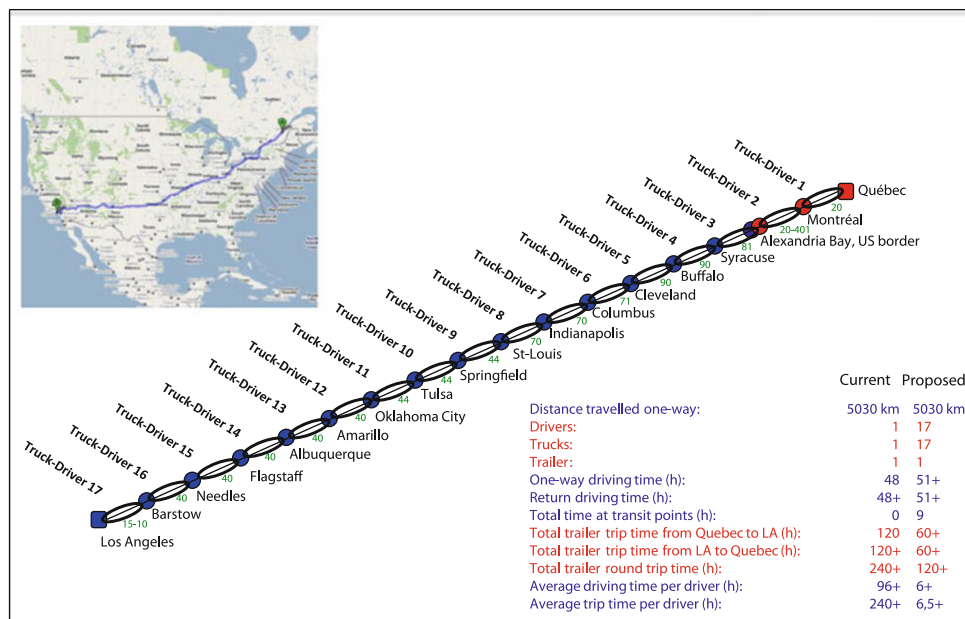 Truck-Driver 1
Truck-Driver 2
Truck-Driver 3
Truck-Driver 4
Truck-Driver 5
Truck-Driver 6
Truck-Driver 7
Truck-Driver 8
Truck-Driver 9
Truck-Driver 10
Truck-Driver 11
Truck-Driver 12
Truck-Driver 13
Truck-Driver 14
Truck-Driver 15
Truck-Driver 16
Truck-Driver 17
Québec
20
Montréal
20-401
Alexandria Bay, US border
81
Syracuse
90
Buffalo
90
Cleveland
71
Columbus
70
Indianapolis
70
St-Louis
44
Springfield
44
Tulsa
44
Oklahoma City
40
Amarillo
40
Albuquerque
40
Flagstaff
40
Needles
40
Barstow
15-10
Los Angeles
Current Proposed
Distance travelled one-way: 5030 km 5030 km
Drivers: 1 17
Trucks: 1 17
Trailer: 1 1
One-way driving time (h): 48 51+
Return driving time (h): 48+ 51+
Total time at transit points (h): 0 9
Total trailer trip time from Quebec to LA (h): 120 60+
Total trailer trip time from LA to Quebec (h): 120+ 60+
Total trailer round trip time (h): 240+ 120+
Average driving time per driver (h): 96+ 6+
Average trip time per driver (h): 240+ 6,5+